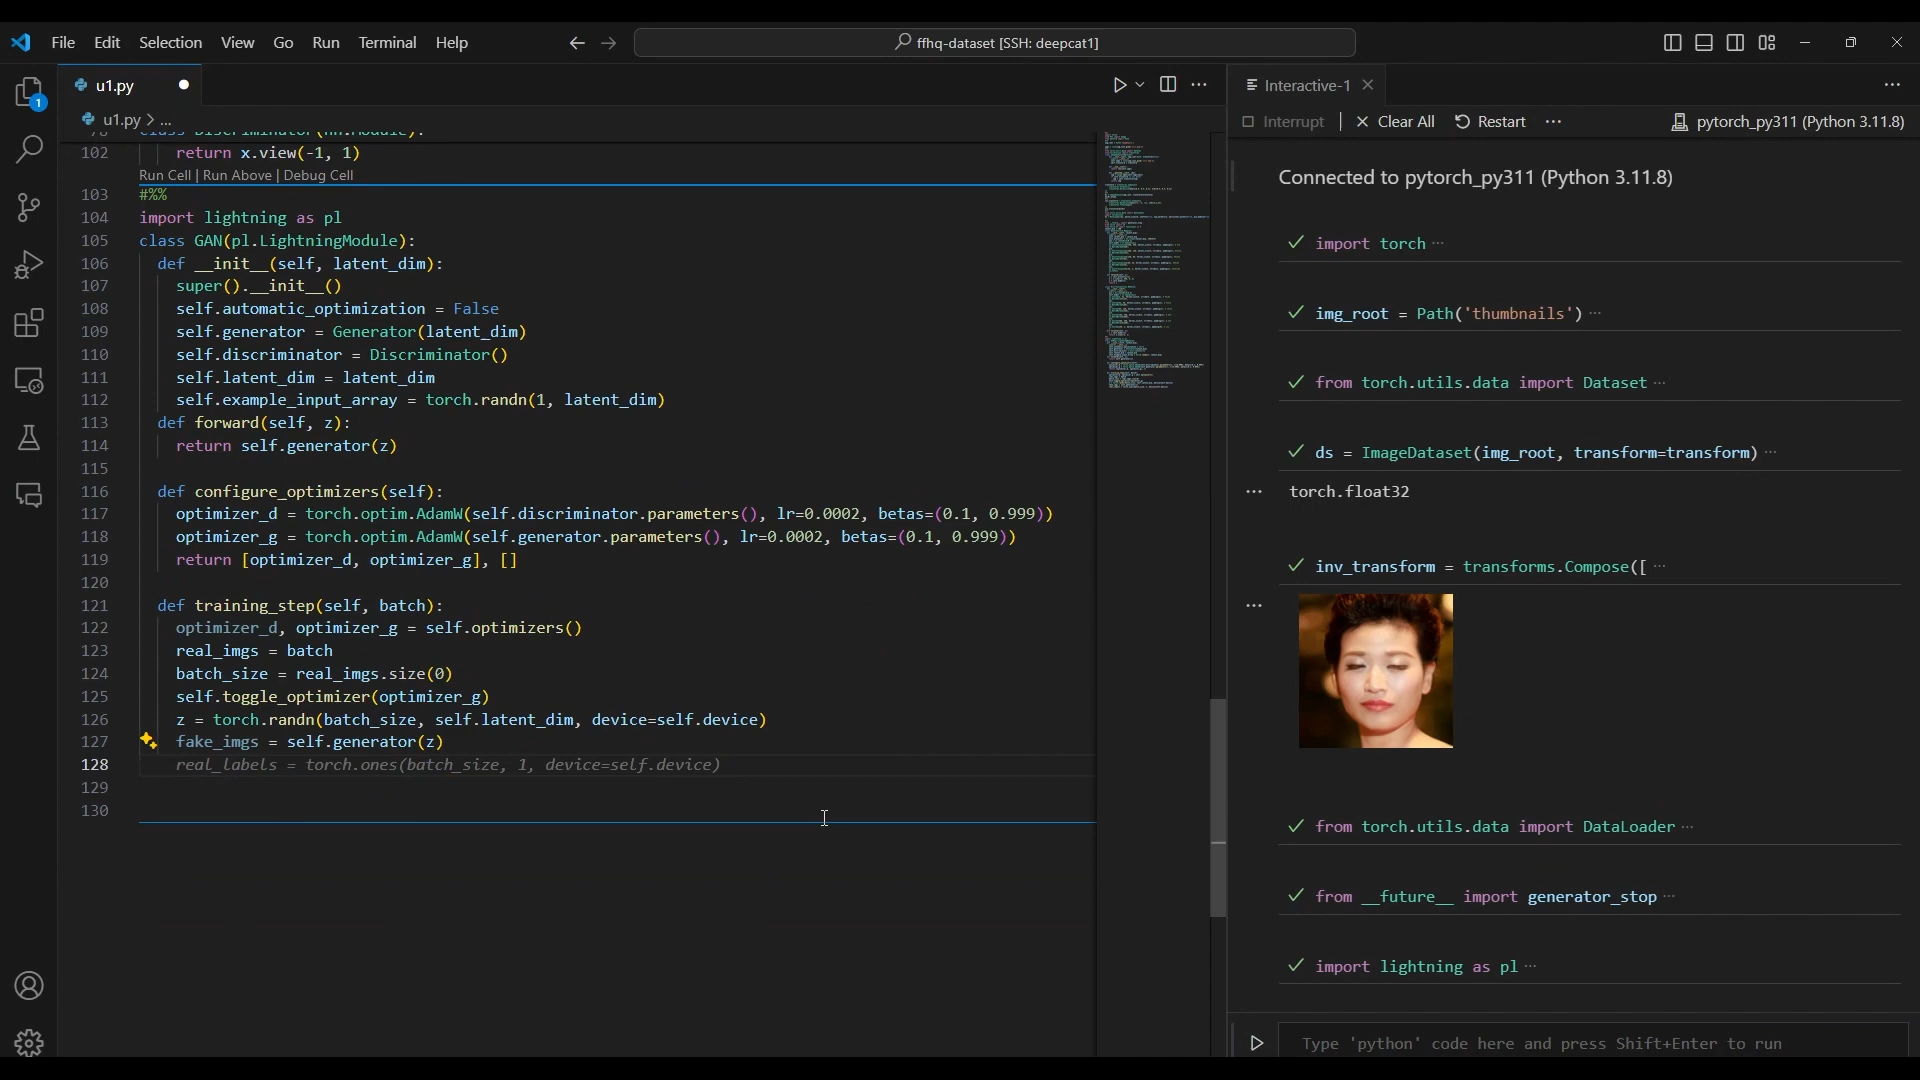 File Edit Selection View Go Run Terminal Help
ffhq-dataset [SSH: deepcat1]
1
u1.py
u1.py > ...
78 class Discriminator(nn.Module):
102 return x.view(-1, 1)
Run Cell | Run Above | Debug Cell
103 #%%
104 import lightning as pl
105 class GAN(pl.LightningModule):
106 def __init__(self, latent_dim):
107 super().__init__()
108 self.automatic_optimization = False
109 self.generator = Generator(latent_dim)
110 self.discriminator = Discriminator()
111 self.latent_dim = latent_dim
112 self.example_input_array = torch.randn(1, latent_dim)
113 def forward(self, z):
114 return self.generator(z)
115
116 def configure_optimizers(self):
117 optimizer_d = torch.optim.AdamW(self.discriminator.parameters(), lr=0.0002, betas=(0.1, 0.999))
118 optimizer_g = torch.optim.AdamW(self.generator.parameters(), lr=0.0002, betas=(0.1, 0.999))
119 return [optimizer_d, optimizer_g], []
120
121 def training_step(self, batch):
122 optimizer_d, optimizer_g = self.optimizers()
123 real_imgs = batch
124 batch_size = real_imgs.size(0)
125 self.toggle_optimizer(optimizer_g)
126 z = torch.randn(batch_size, self.latent_dim, device=self.device)
127 fake_imgs = self.generator(z)
128 real_labels = torch.ones(batch_size, 1, device=self.device)
129
130
Interactive-1
Interrupt | Clear All Restart ... pytorch_py311 (Python 3.11.8)
Connected to pytorch_py311 (Python 3.11.8)
import torch ...
img_root = Path('thumbnails') ...
from torch.utils.data import Dataset ...
ds = ImageDataset(img_root, transform=transform) ...
torch.float32
inv_transform = transforms.Compose([ ...
from torch.utils.data import DataLoader ...
from __future__ import generator_stop ...
import lightning as pl ...
Type 'python' code here and press Shift+Enter to run